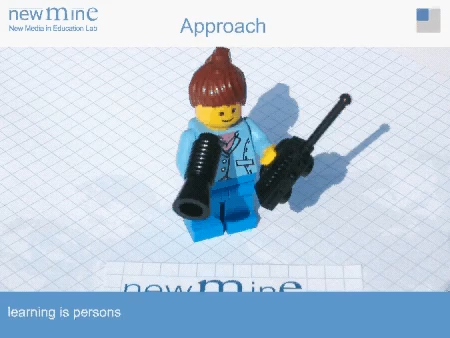 newmine
New Media in Education Lab
Approach
newmine
learning is persons